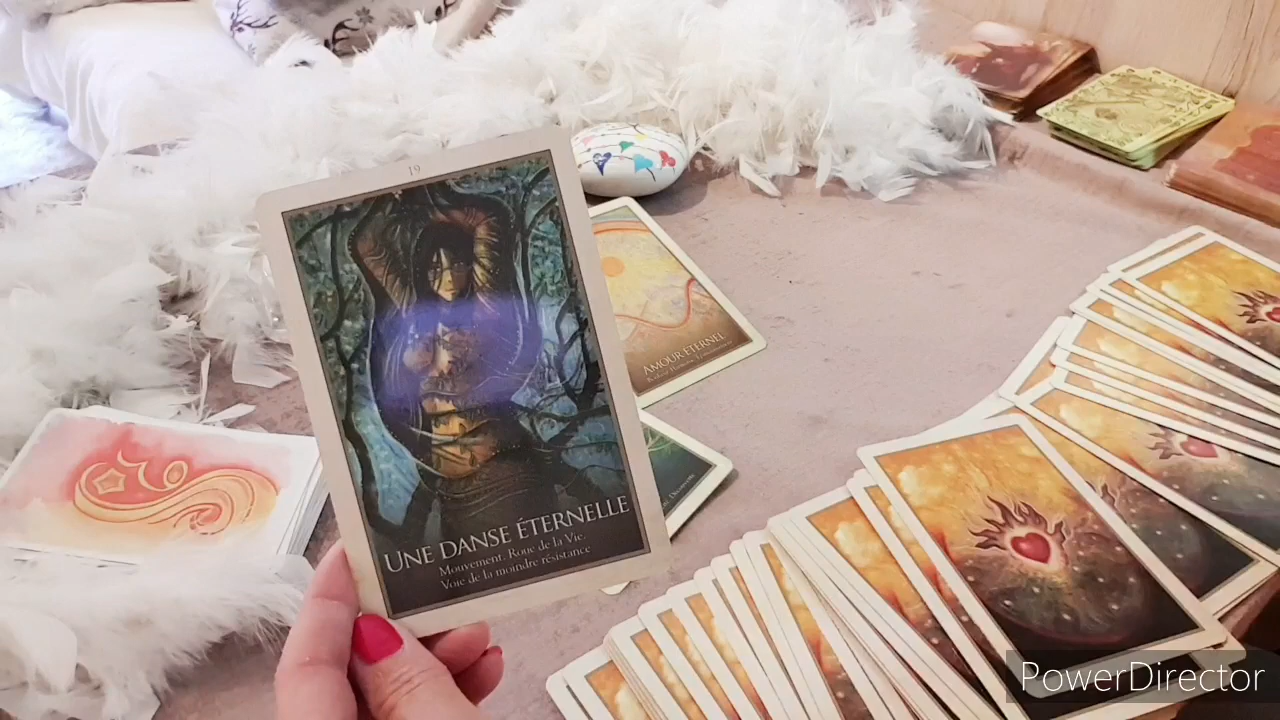 19
UNE DANSE ÉTERNELLE
Mouvement. Roue de la Vie.
Voie de la moindre résistance
AMOUR ÉTERNEL
PowerDirector